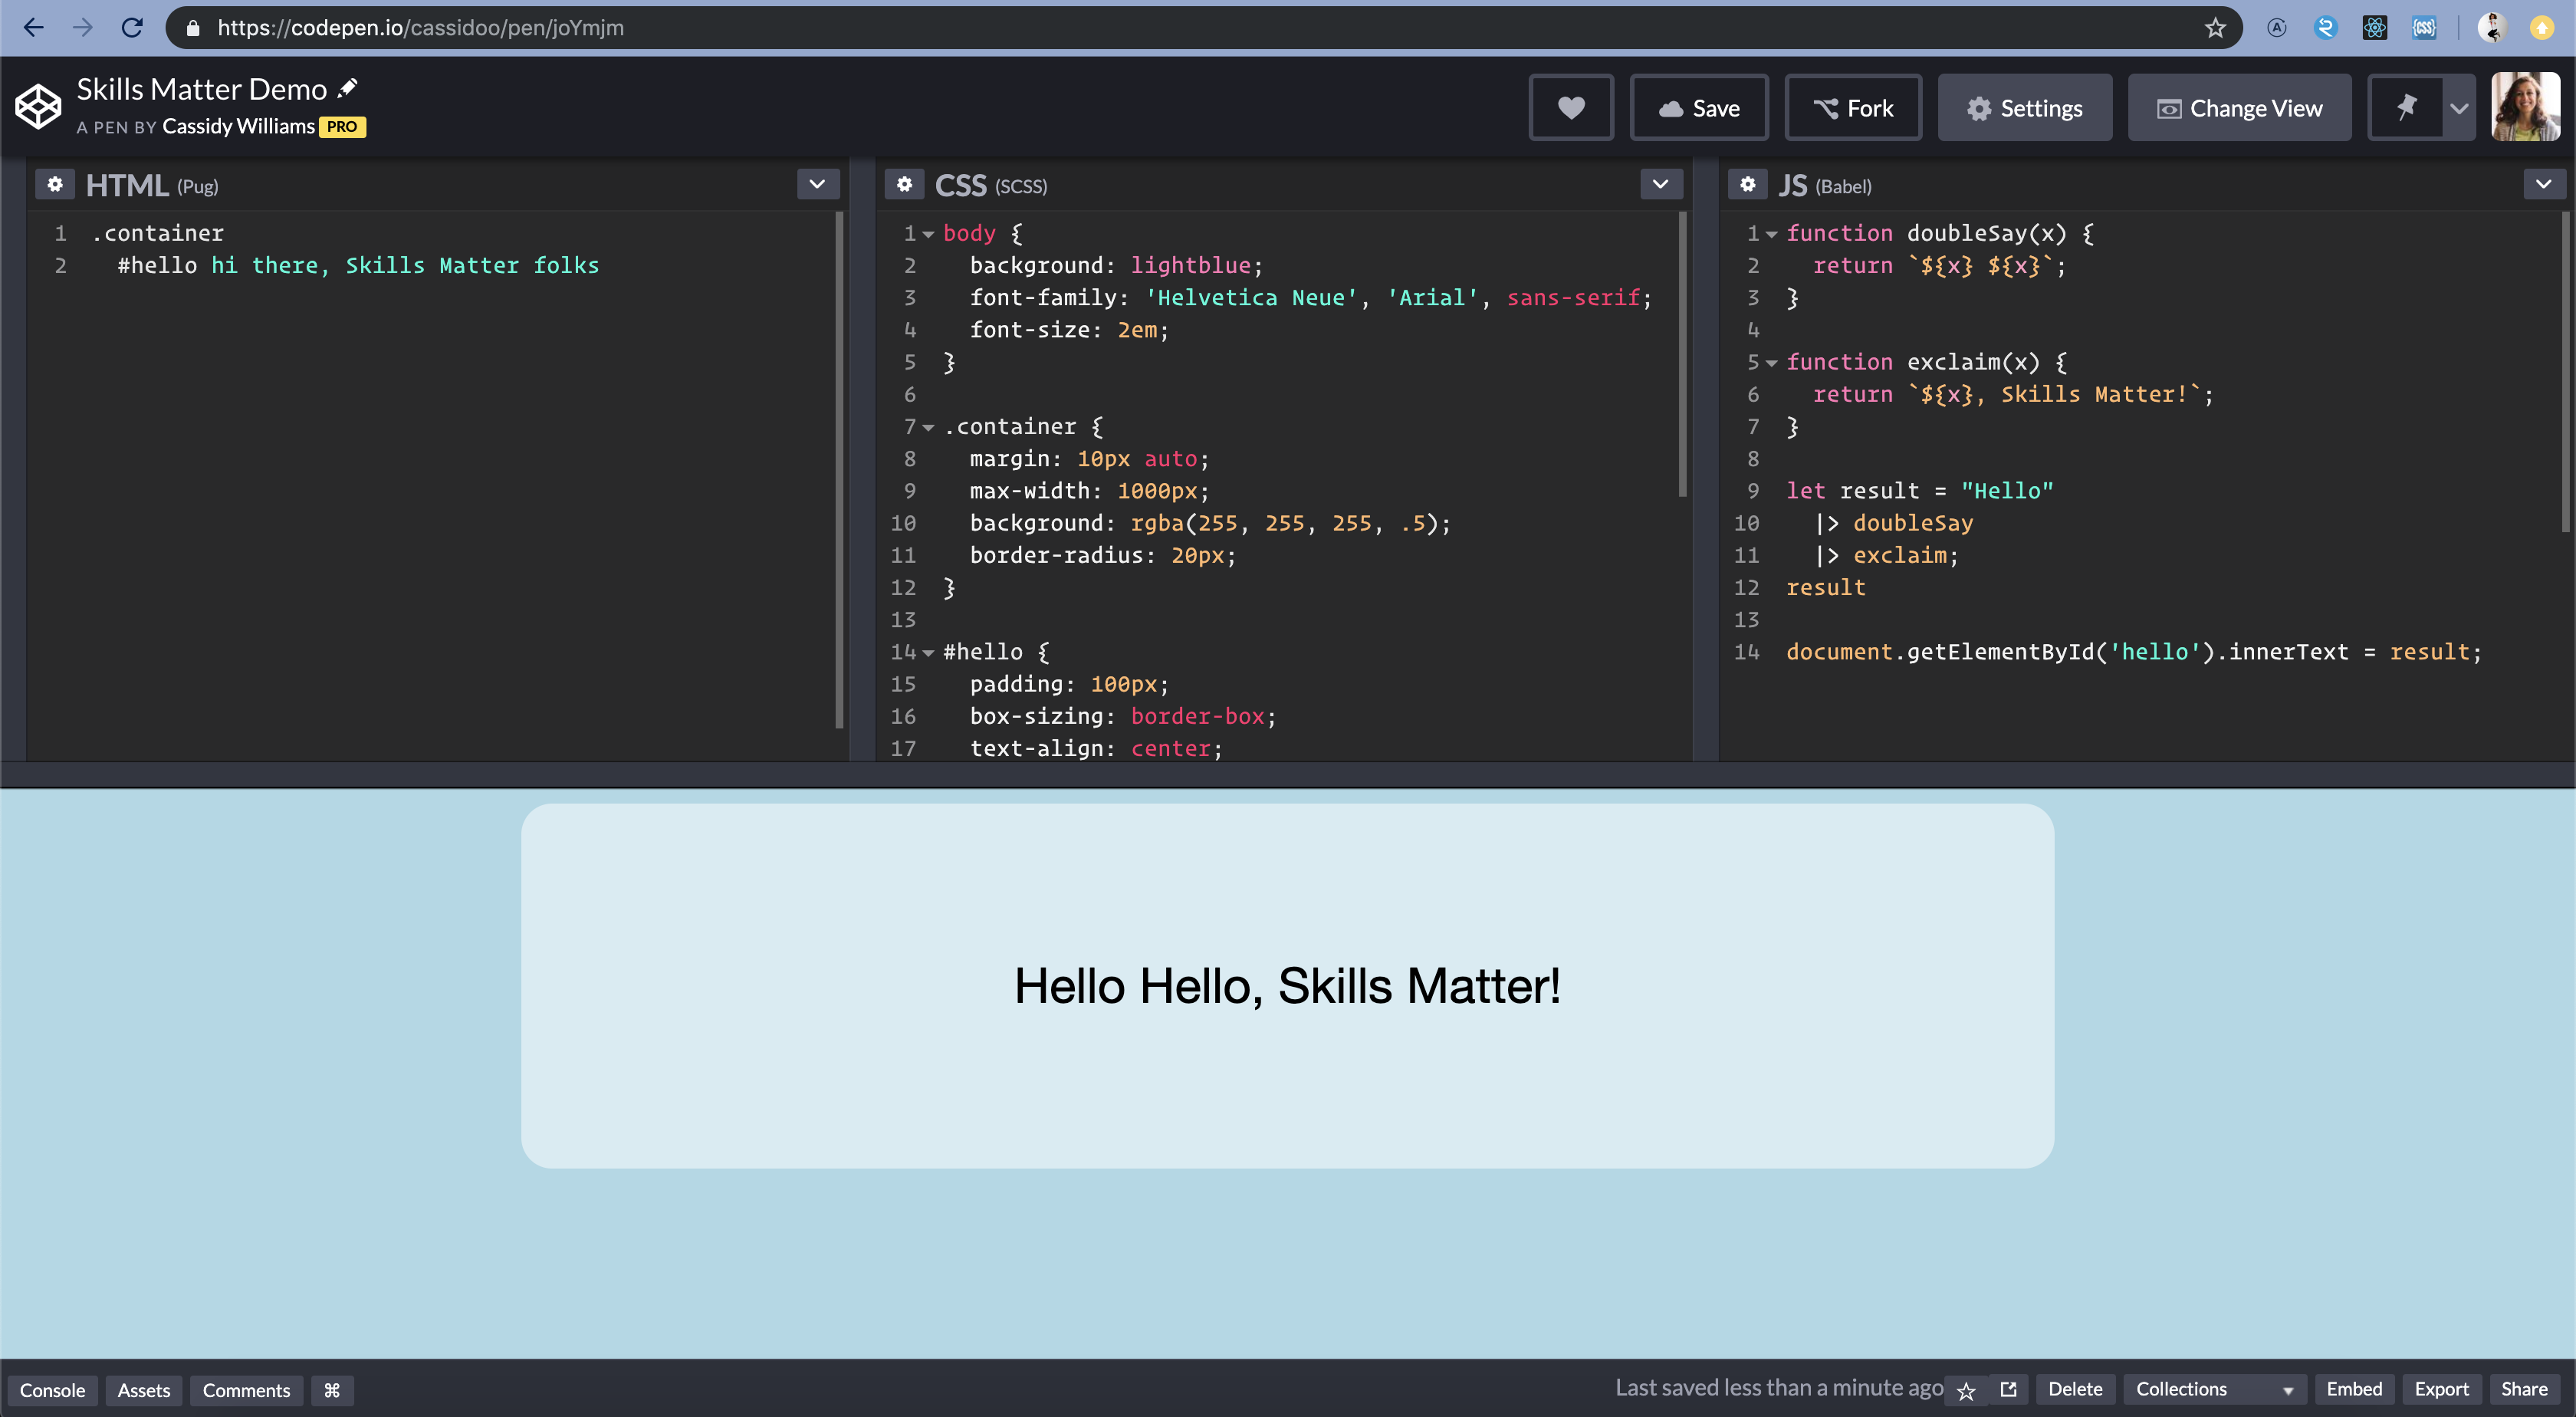 https://codepen.io/cassidoo/pen/joYmjm
Skills Matter Demo
A PEN BY Cassidy Williams PRO
Save
Fork
Settings
Change View
HTML (Pug)
1 .container
2 #hello hi there, Skills Matter folks
CSS (SCSS)
1 body {
2 background: lightblue;
3 font-family: 'Helvetica Neue', 'Arial', sans-serif;
4 font-size: 2em;
5 }
6
7 .container {
8 margin: 10px auto;
9 max-width: 1000px;
10 background: rgba(255, 255, 255, .5);
11 border-radius: 20px;
12 }
13
14 #hello {
15 padding: 100px;
16 box-sizing: border-box;
17 text-align: center;
JS (Babel)
1 function doubleSay(x) {
2 return `${x} ${x}`;
3 }
4
5 function exclaim(x) {
6 return `${x}, Skills Matter!`;
7 }
8
9 let result = "Hello"
10 |> doubleSay
11 |> exclaim;
12 result
13
14 document.getElementById('hello').innerText = result;
Hello Hello, Skills Matter!
Console
Assets
Comments
⌘
Last saved less than a minute ago
Delete
Collections
Embed
Export
Share